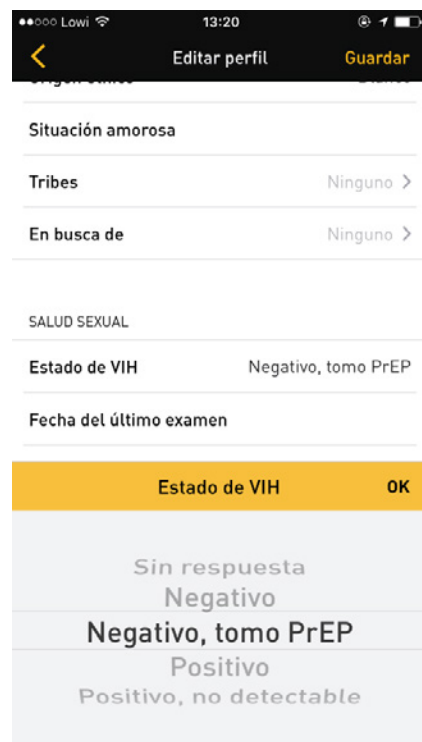 Lowi 13:20
Editar perfil Guardar
Situación amorosa
Tribes Ninguno
En busca de Ninguno
SALUD SEXUAL
Estado de VIH Negativo, tomo PrEP
Fecha del último examen
Estado de VIH OK
Sin respuesta
Negativo
Negativo, tomo PrEP
Positivo
Positivo, no detectable